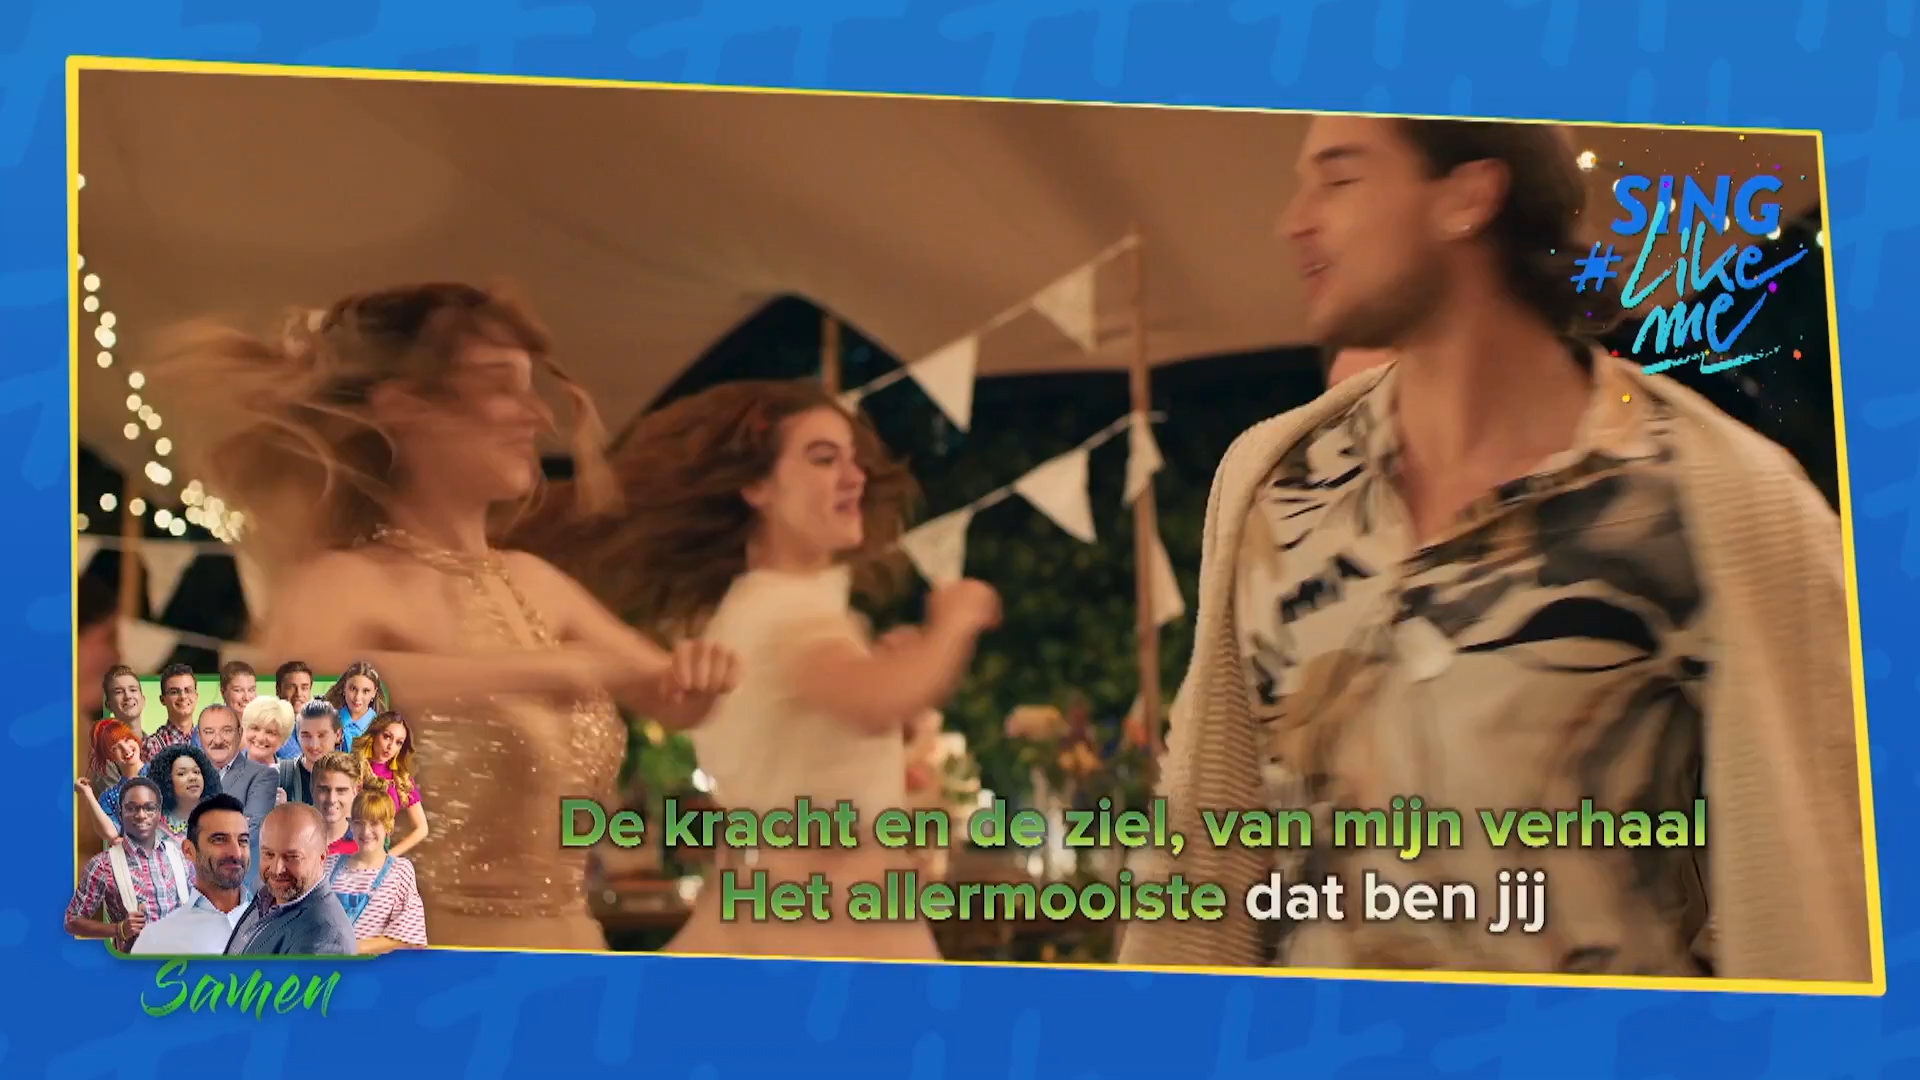 SING
#Like
me
De kracht en de ziel, van mijn verhaal
Het allermooiste dat ben jij
Samen